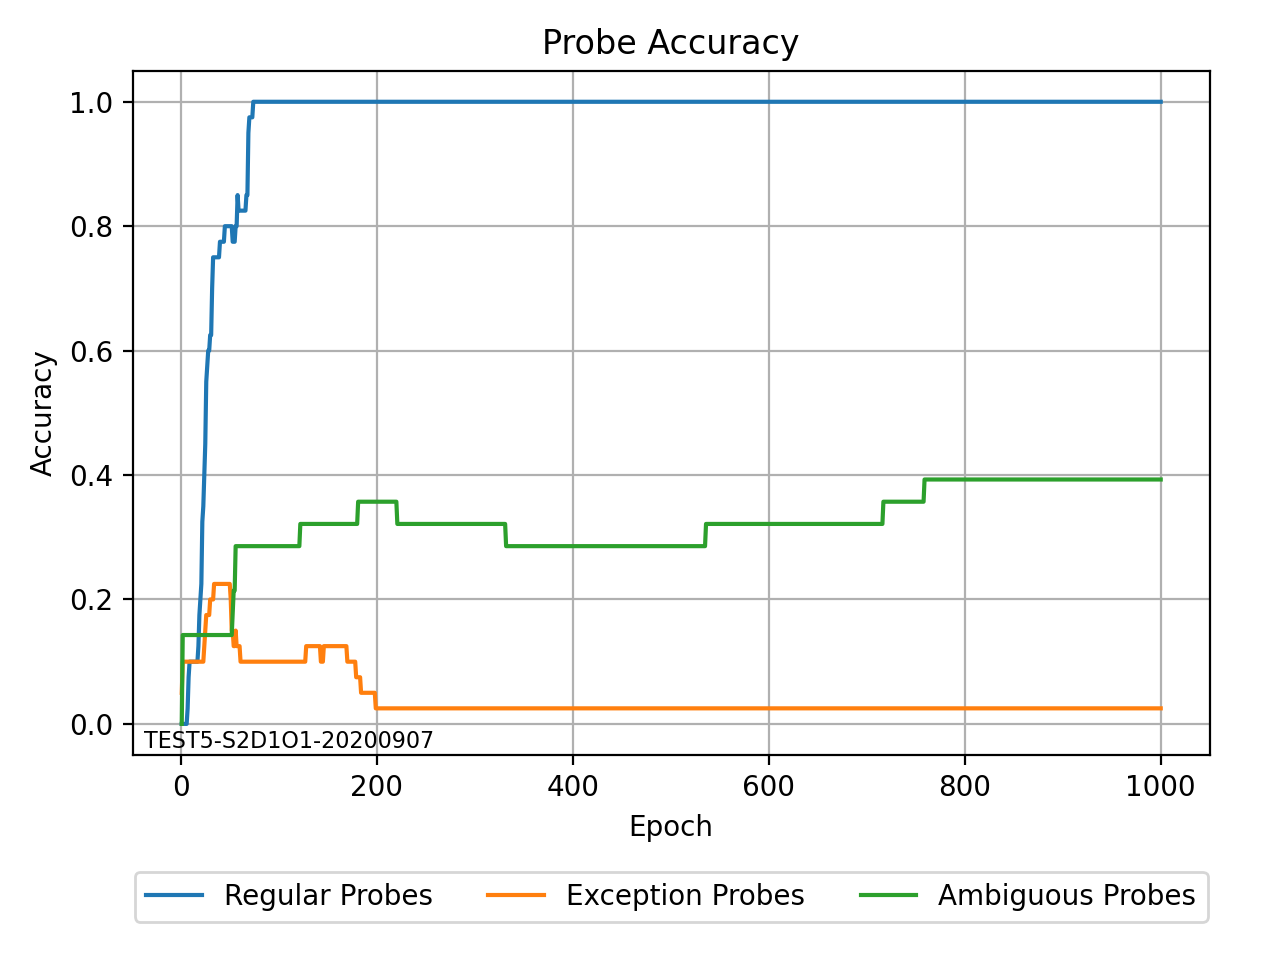 Probe Accuracy
1.0
0.8
0.6
0.4
0.2
0.0
Accuracy
TEST5-S2D1O1-20200907
0 200 400 600 800 1000
Epoch
Regular Probes Exception Probes Ambiguous Probes